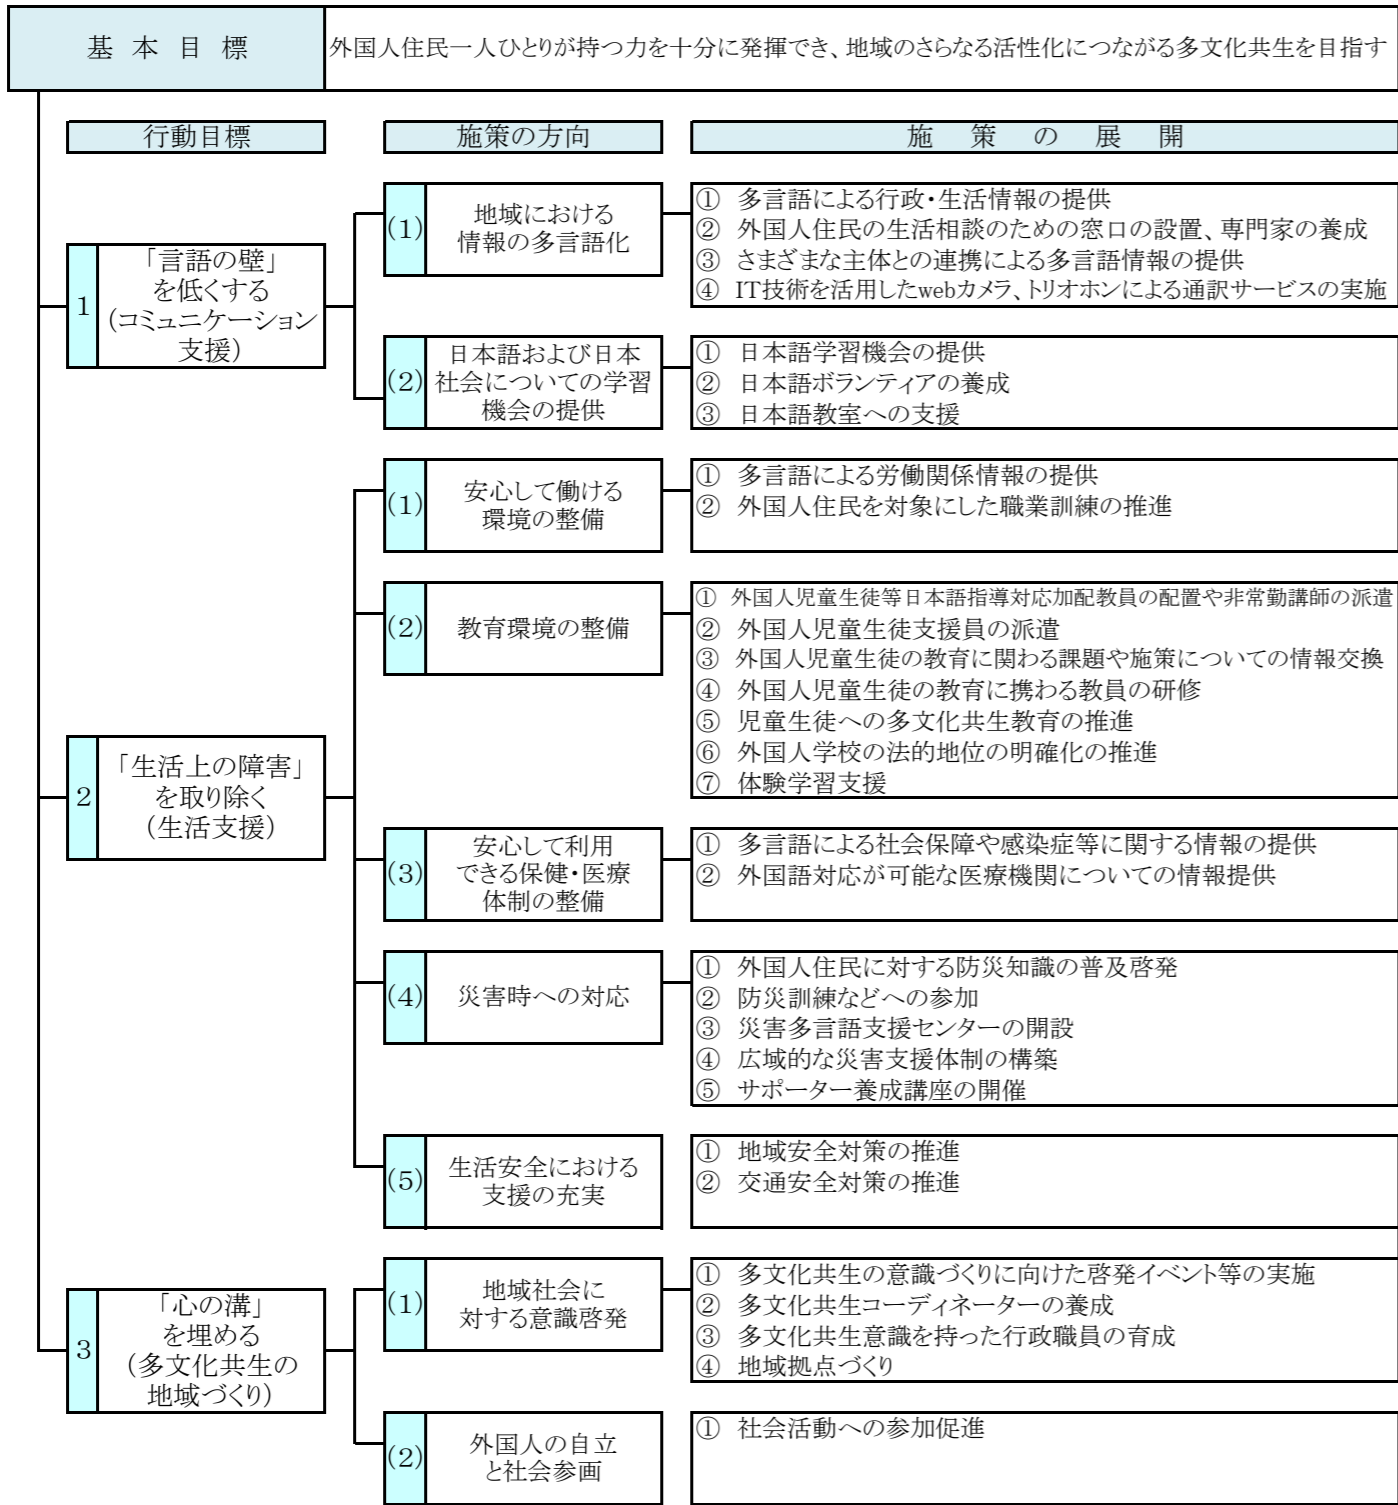 基本目標
外国人住民一人ひとりが持つ力を十分に発揮でき、地域のさらなる活性化につながる多文化共生を目指す
行動目標
施策の方向
施策の展開
1
「言語の壁」
を低くする
(コミュニケーション
支援)
(1)
地域における
情報の多言語化
① 多言語による行政・生活情報の提供
② 外国人住民の生活相談のための窓口の設置、専門家の養成
③ さまざまな主体との連携による多言語情報の提供
④ IT技術を活用したwebカメラ、トリオホンによる通訳サービスの実施
(2)
日本語および日本
社会についての学習
機会の提供
① 日本語学習機会の提供
② 日本語ボランティアの養成
③ 日本語教室への支援
2
「生活上の障害」
を取り除く
(生活支援)
(1)
安心して働ける
環境の整備
① 多言語による労働関係情報の提供
② 外国人住民を対象にした職業訓練の推進
(2)
教育環境の整備
① 外国人児童生徒等日本語指導対応加配教員の配置や非常勤講師の派遣
② 外国人児童生徒支援員の派遣
③ 外国人児童生徒の教育に関わる課題や施策についての情報交換
④ 外国人児童生徒の教育に携わる教員の研修
⑤ 児童生徒への多文化共生教育の推進
⑥ 外国人学校の法的地位の明確化の推進
⑦ 体験学習支援
(3)
安心して利用
できる保健・医療
体制の整備
① 多言語による社会保障や感染症等に関する情報の提供
② 外国語対応が可能な医療機関についての情報提供
(4)
災害時への対応
① 外国人住民に対する防災知識の普及啓発
② 防災訓練などへの参加
③ 災害多言語支援センターの開設
④ 広域的な災害支援体制の構築
⑤ サポーター養成講座の開催
(5)
生活安全における
支援の充実
① 地域安全対策の推進
② 交通安全対策の推進
3
「心の溝」
を埋める
(多文化共生の
地域づくり)
(1)
地域社会に
対する意識啓発
① 多文化共生の意識づくりに向けた啓発イベント等の実施
② 多文化共生コーディネーターの養成
③ 多文化共生意識を持った行政職員の育成
④ 地域拠点づくり
(2)
外国人の自立
と社会参画
① 社会活動への参加促進